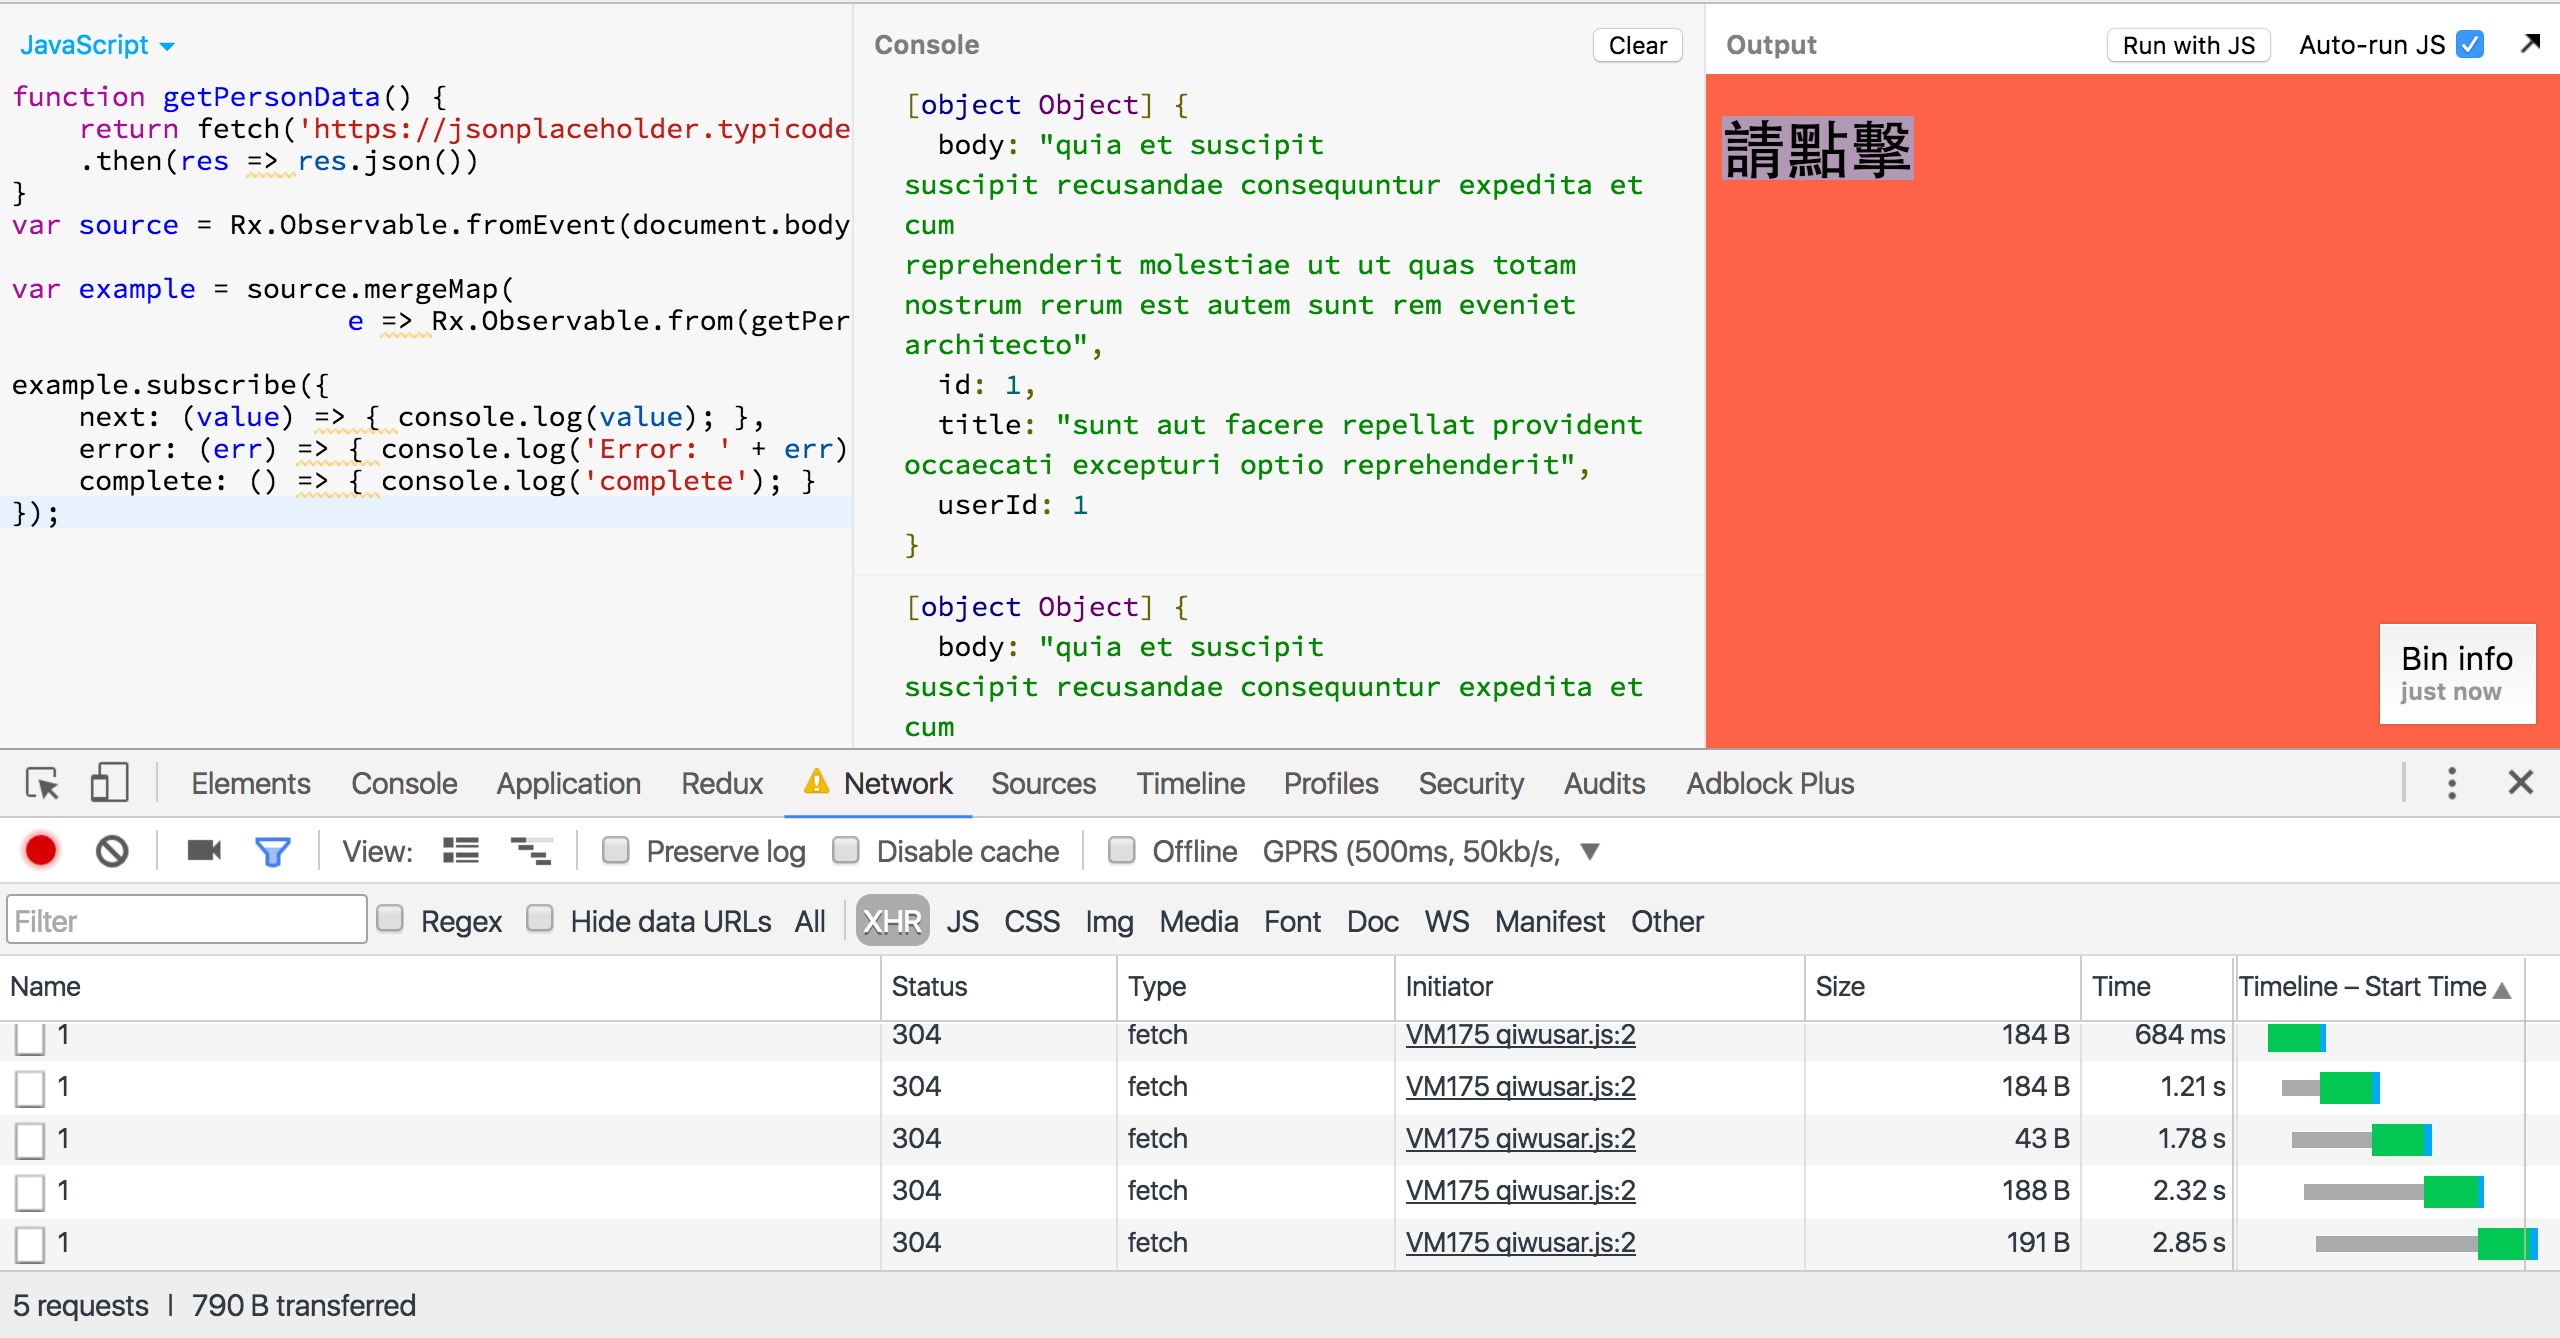 JavaScript
function getPersonData() {
return fetch('https://jsonplaceholder.typicode
.then(res => res.json())
}
var source = Rx.Observable.fromEvent(document.body
var example = source.mergeMap(
e => Rx.Observable.from(getPer
example.subscribe({
next: (value) => { console.log(value); },
error: (err) => { console.log('Error: ' + err)
complete: () => { console.log('complete'); }
});
Console
Clear
[object Object] {
body: "quia et suscipit
suscipit recusandae consequuntur expedita et
cum
reprehenderit molestiae ut ut quas totam
nostrum rerum est autem sunt rem eveniet
architecto",
id: 1,
title: "sunt aut facere repellat provident
occaecati excepturi optio reprehenderit",
userId: 1
}
[object Object] {
body: "quia et suscipit
suscipit recusandae consequuntur expedita et
cum
Output
Run with JS
Auto-run JS
請點擊
Bin info
just now
Elements Console Application Redux Network Sources Timeline Profiles Security Audits Adblock Plus
View: Preserve log Disable cache Offline GPRS (500ms, 50kb/s,
Filter Regex Hide data URLs All XHR JS CSS Img Media Font Doc WS Manifest Other
Name Status Type Initiator Size Time Timeline – Start Time
1 304 fetch VM175 qiwusar.js:2 184 B 684 ms
1 304 fetch VM175 qiwusar.js:2 184 B 1.21 s
1 304 fetch VM175 qiwusar.js:2 43 B 1.78 s
1 304 fetch VM175 qiwusar.js:2 188 B 2.32 s
1 304 fetch VM175 qiwusar.js:2 191 B 2.85 s
5 requests | 790 B transferred